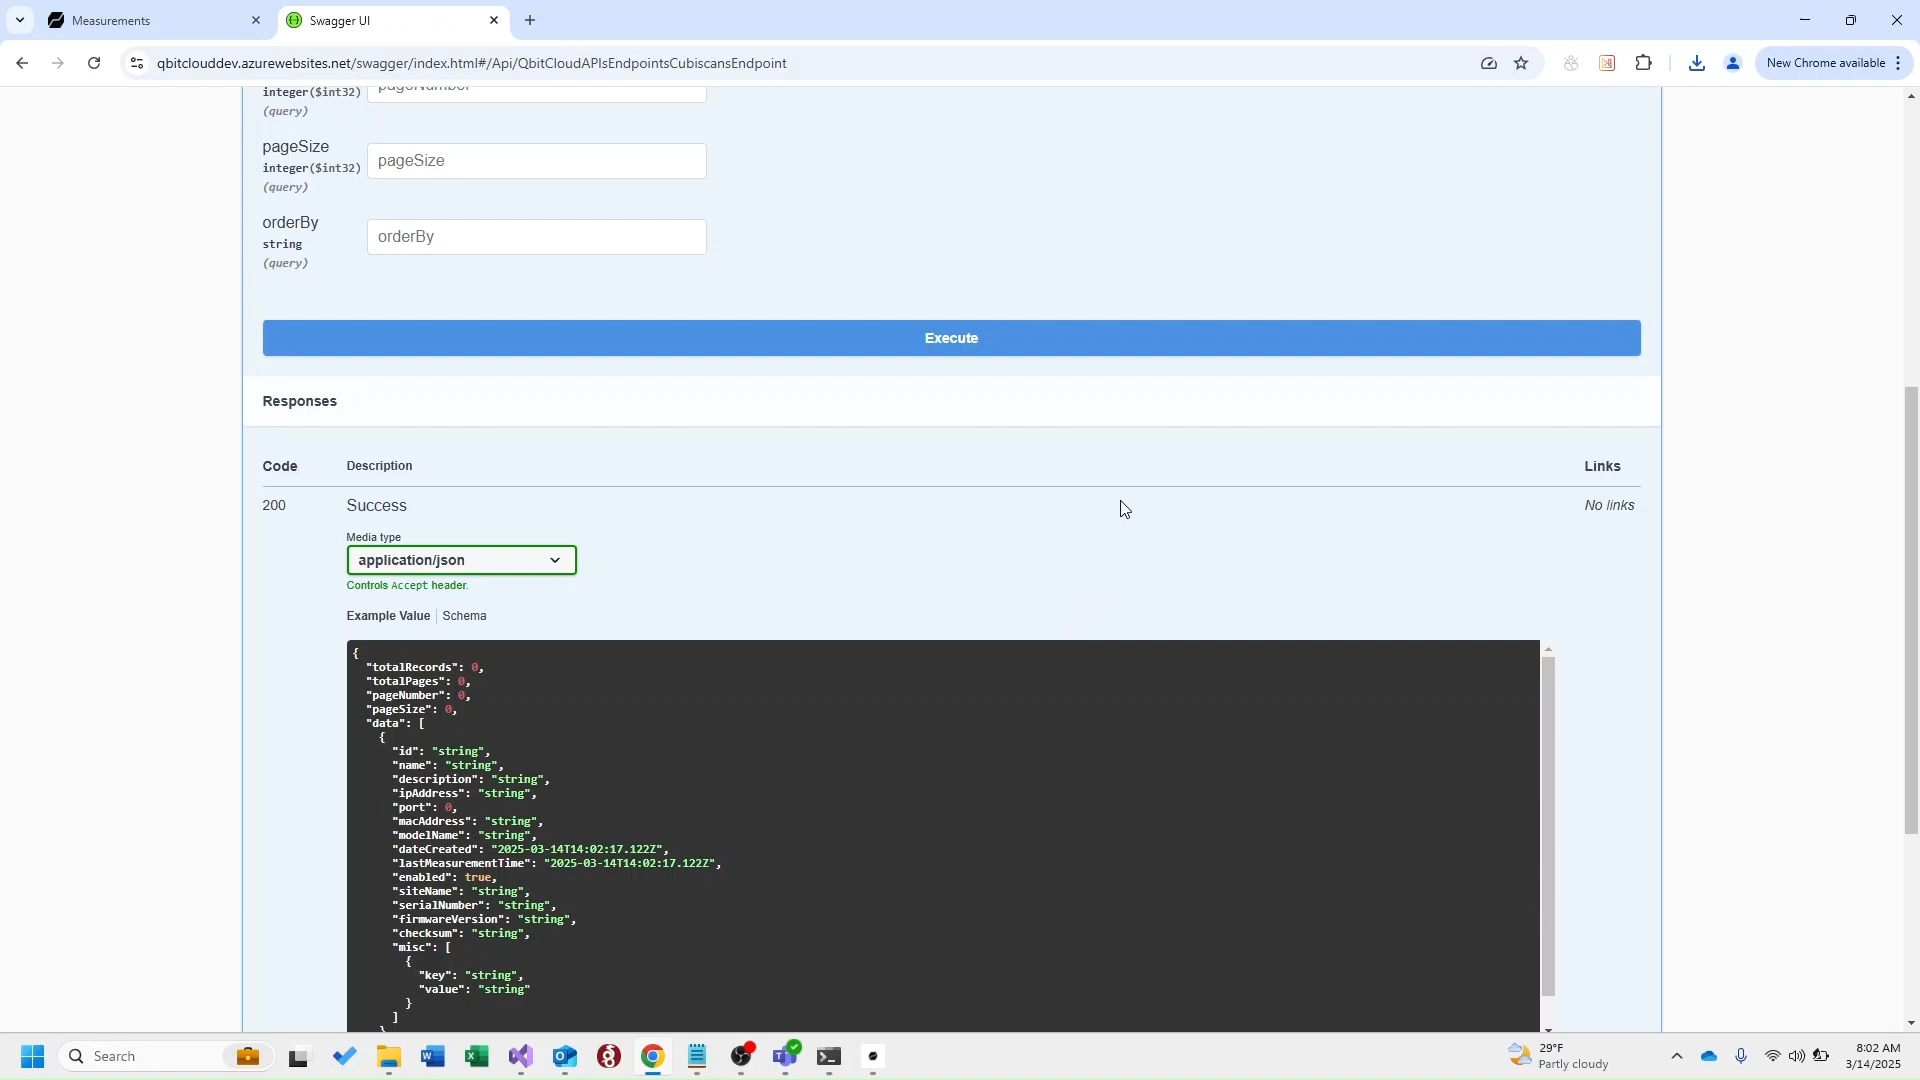 Measurements
Swagger UI
qbitclouddev.azurewebsites.net/swagger/index.html#/Api/QbitCloudAPIsEndpointsCubiscansEndpoint
New Chrome available
integer($int32)
pageNumber
(query)
pageSize
integer($int32)
pageSize
(query)
orderBy
string
orderBy
(query)
Execute
Responses
Code
Description
Links
200
Success
No links
Media type
application/json
Controls Accept header.
Example Value
Schema
{
"totalRecords": 0,
"totalPages": 0,
"pageNumber": 0,
"pageSize": 0,
"data": [
{
"id": "string",
"name": "string",
"description": "string",
"ipAddress": "string",
"port": 0,
"macAddress": "string",
"modelName": "string",
"dateCreated": "2025-03-14T14:02:17.122Z",
"lastMeasurementTime": "2025-03-14T14:02:17.122Z",
"enabled": true,
"siteName": "string",
"serialNumber": "string",
"firmwareVersion": "string",
"checksum": "string",
"misc": [
{
"key": "string",
"value": "string"
}
]
}
Search
29°F
Partly cloudy
8:02 AM
3/14/2025